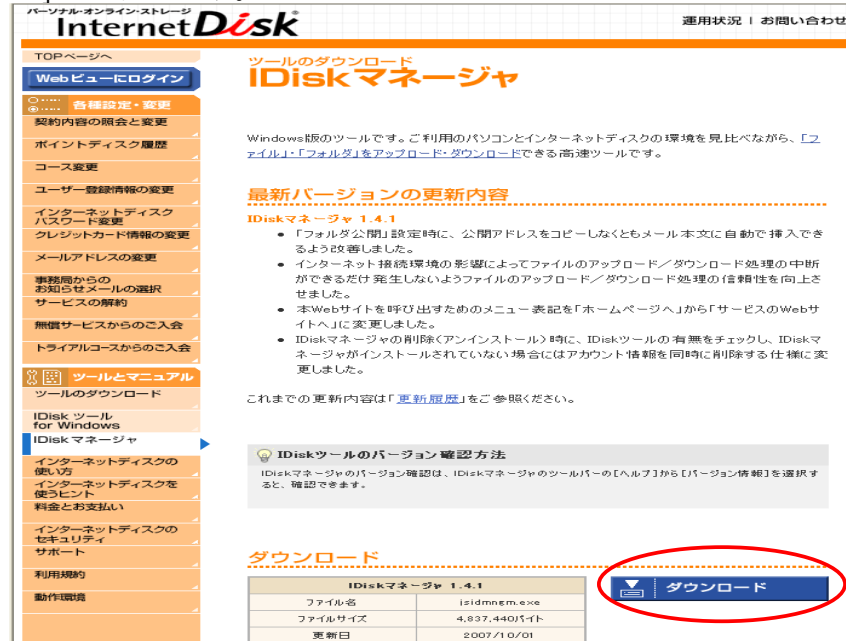 パーソナル・オンライン・ストレージ
InternetDisk
運用状況 | お問い合わせ
TOPページへ
Webビューにログイン
各種設定・変更
契約内容の照会と変更
ポイントディスク履歴
コース変更
ユーザー登録情報の変更
インターネットディスク
パスワード変更
クレジットカード情報の変更
メールアドレスの変更
事務局からの
お知らせメールの選択
サービスの解約
無償サービスからのご入会
トライアルコースからのご入会
ツールとマニュアル
ツールのダウンロード
IDisk ツール
for Windows
IDisk マネージャ
インターネットディスクの
使い方
インターネットディスクを
使うヒント
料金とお支払い
インターネットディスクの
セキュリティ
サポート
利用規約
動作環境
ツールのダウンロード
IDiskマネージャ
Windows版のツールです。ご利用のパソコンとインターネットディスクの環境を見比べながら、「フ
ァイル」・「フォルダ」をアップロード・ダウンロードできる高速ツールです。
最新バージョンの更新内容
IDiskマネージャ 1.4.1
● 「フォルダ公開」設定時に、公開アドレスをコピーしなくともメール本文に自動で挿入でき
るよう改善しました。
● インターネット接続環境の影響によってファイルのアップロード／ダウンロード処理の中断
ができるだけ発生しないようファイルのアップロード／ダウンロード処理の信頼性を向上さ
せました。
● 本Webサイトを呼び出すためのメニュー表記を「ホームページへ」から「サービスのWebサ
イトへ」に変更しました。
● IDiskマネージャの削除(アンインストール)時に、IDiskツールの有無をチェックし、IDiskマ
ネージャがインストールされていない場合にはアカウント情報を同時に削除する仕様に変
更しました。
これまでの更新内容は「更新履歴」をご参照ください。
IDiskツールのバージョン確認方法
IDiskマネージャのバージョン確認は、IDiskマネージャのツールバーの[ヘルプ]から[バージョン情報]を選択す
ると、確認できます。
ダウンロード
IDiskマネージャ 1.4.1
ファイル名 isidmngm.exe
ファイルサイズ 4,837,440バイト
更新日 2007/10/01
ダウンロード